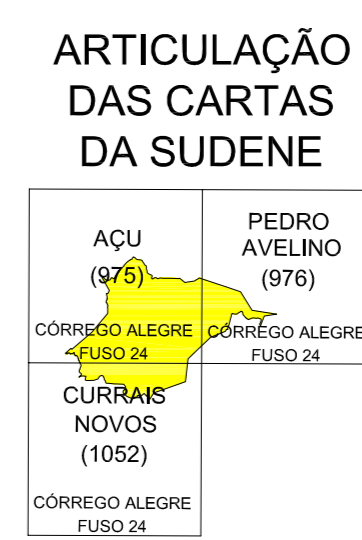 ARTICULAÇÃO
DAS CARTAS
DA SUDENE
AÇU
(975)
CÓRREGO ALEGRE
FUSO 24
PEDRO
AVELINO
(976)
CÓRREGO ALEGRE
FUSO 24
CURRAIS
NOVOS
(1052)
CÓRREGO ALEGRE
FUSO 24